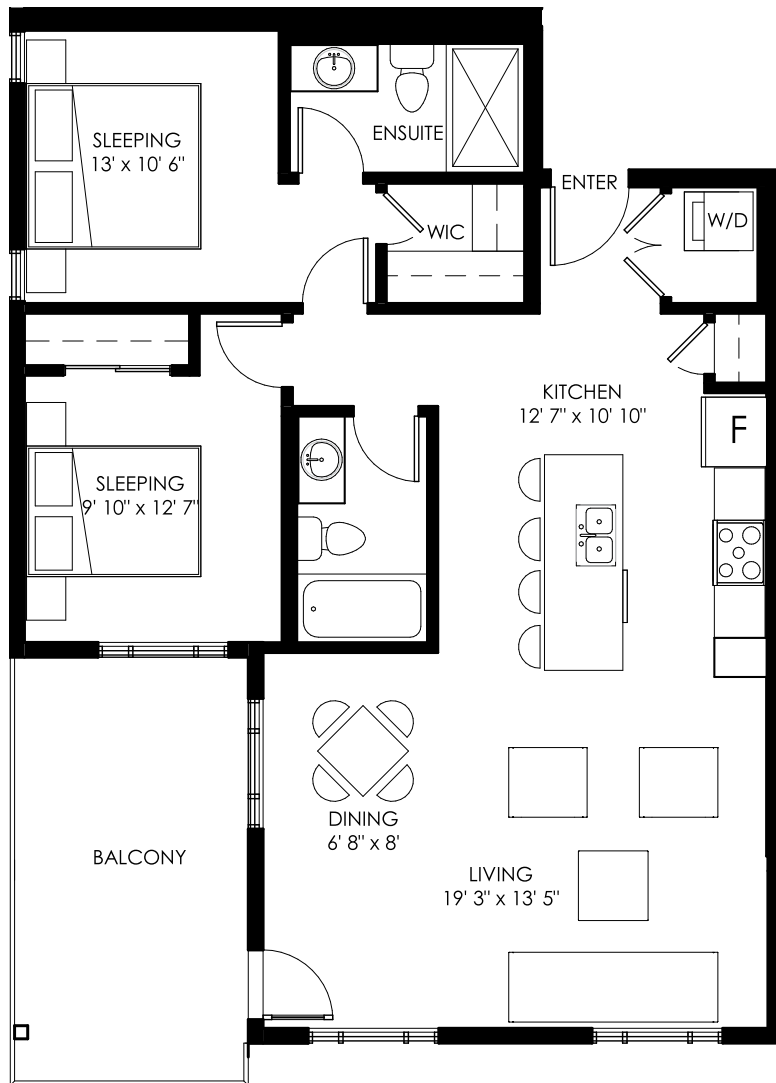 SLEEPING
13' x 10' 6"
ENSUITE
ENTER
WIC
W/D
KITCHEN
12' 7" x 10' 10"
F
SLEEPING
9' 10" x 12' 7"
DINING
6' 8" x 8'
BALCONY
LIVING
19' 3" x 13' 5"